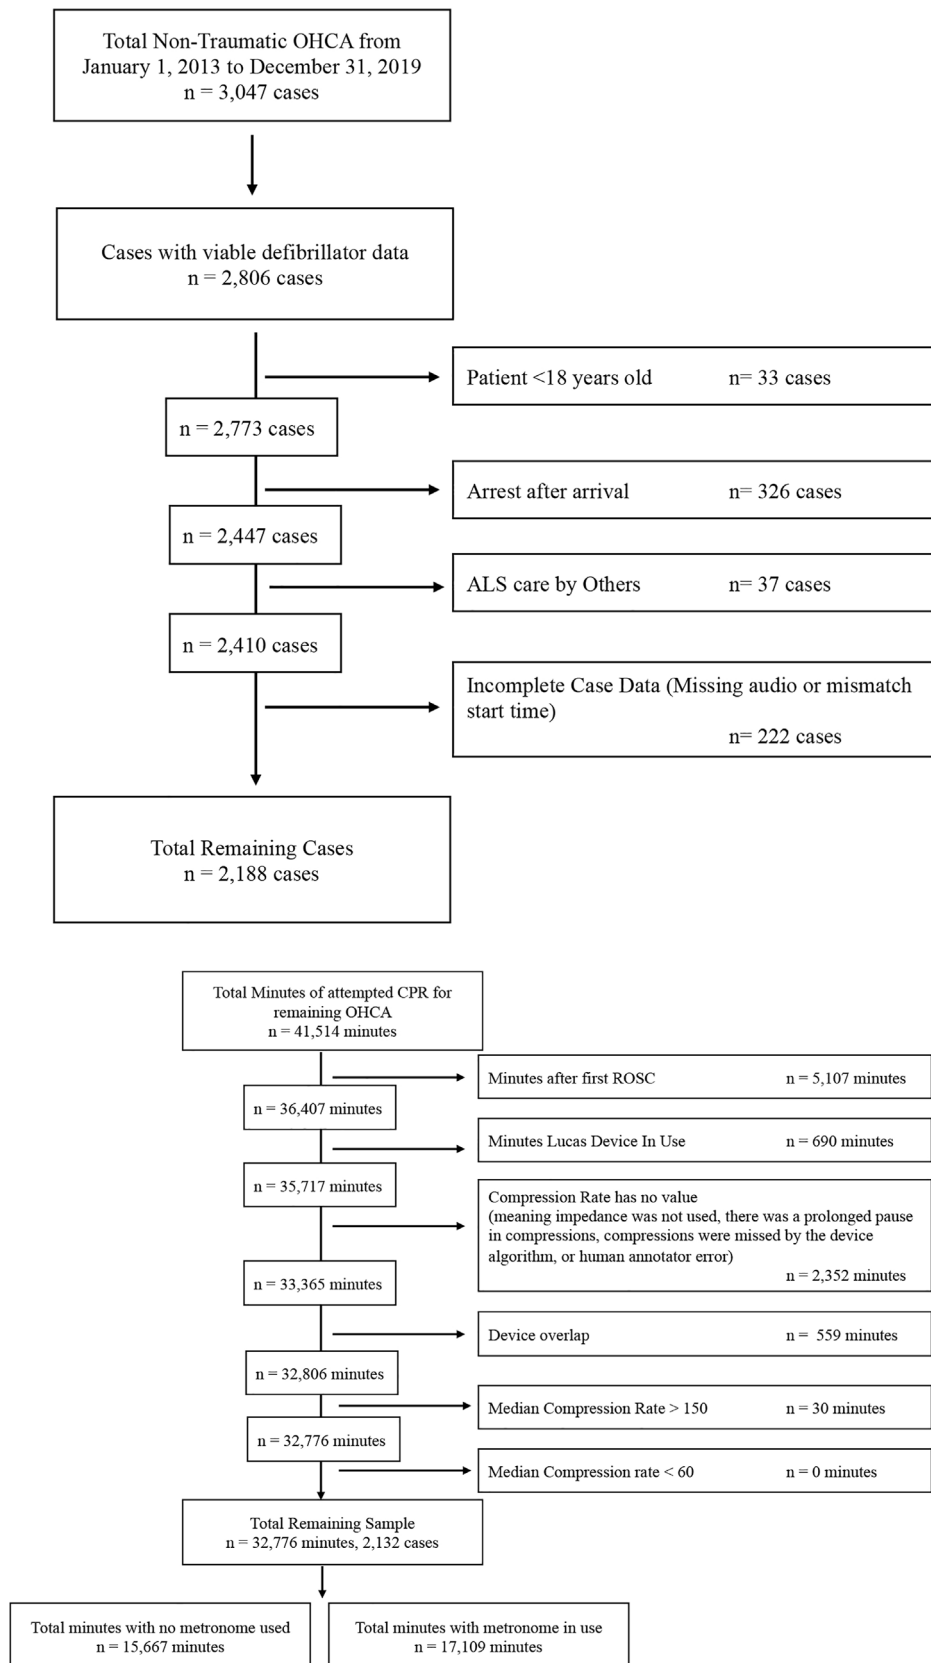 Total Non-Traumatic OHCA from
January 1, 2013 to December 31, 2019
n = 3,047 cases
Cases with viable defibrillator data
n = 2,806 cases
Patient <18 years old n= 33 cases
n = 2,773 cases
Arrest after arrival n= 326 cases
n = 2,447 cases
ALS care by Others n= 37 cases
n = 2,410 cases
Incomplete Case Data (Missing audio or mismatch
start time)
n= 222 cases
Total Remaining Cases
n = 2,188 cases
Total Minutes of attempted CPR for
remaining OHCA
n = 41,514 minutes
Minutes after first ROSC n = 5,107 minutes
n = 36,407 minutes
Minutes Lucas Device In Use n = 690 minutes
n = 35,717 minutes
Compression Rate has no value
(meaning impedance was not used, there was a prolonged pause
in compressions, compressions were missed by the device
algorithm, or human annotator error)
n = 2,352 minutes
n = 33,365 minutes
Device overlap n = 559 minutes
n = 32,806 minutes
Median Compression Rate > 150 n = 30 minutes
n = 32,776 minutes
Median Compression rate < 60 n = 0 minutes
Total Remaining Sample
n = 32,776 minutes, 2,132 cases
Total minutes with no metronome used
n = 15,667 minutes
Total minutes with metronome in use
n = 17,109 minutes